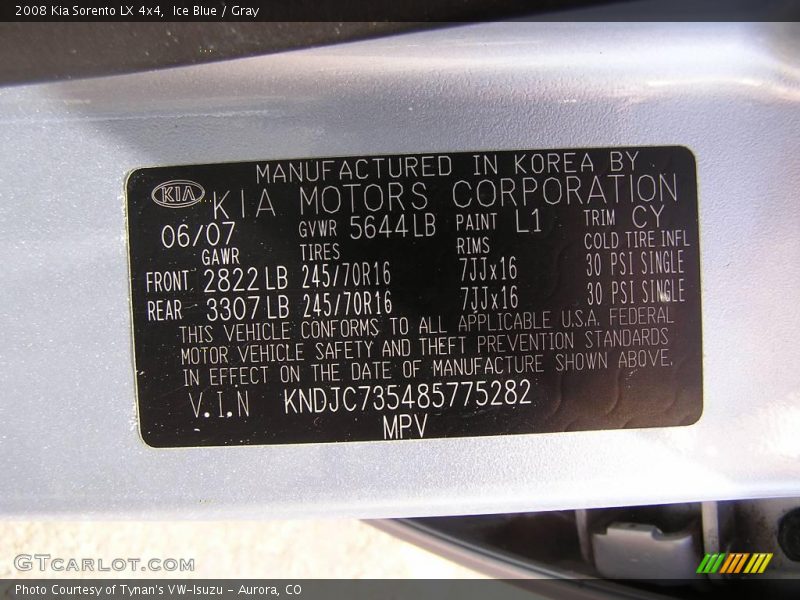 2008 Kia Sorento LX 4x4, Ice Blue / Gray
MANUFACTURED IN KOREA BY
KIA KIA MOTORS CORPORATION
06/07 GVWR 5644LB PAINT L1 TRIM CY
GAWR TIRES RIMS COLD TIRE INFL
FRONT 2822LB 245/70R16 7JJx16 30 PSI SINGLE
REAR 3307LB 245/70R16 7JJx16 30 PSI SINGLE
THIS VEHICLE CONFORMS TO ALL APPLICABLE U.S.A. FEDERAL
MOTOR VEHICLE SAFETY AND THEFT PREVENTION STANDARDS
IN EFFECT ON THE DATE OF MANUFACTURE SHOWN ABOVE.
V.I.N KNDJC735485775282
MPV
GTCARLOT.COM
Photo Courtesy of Tynan's VW-Isuzu - Aurora, CO